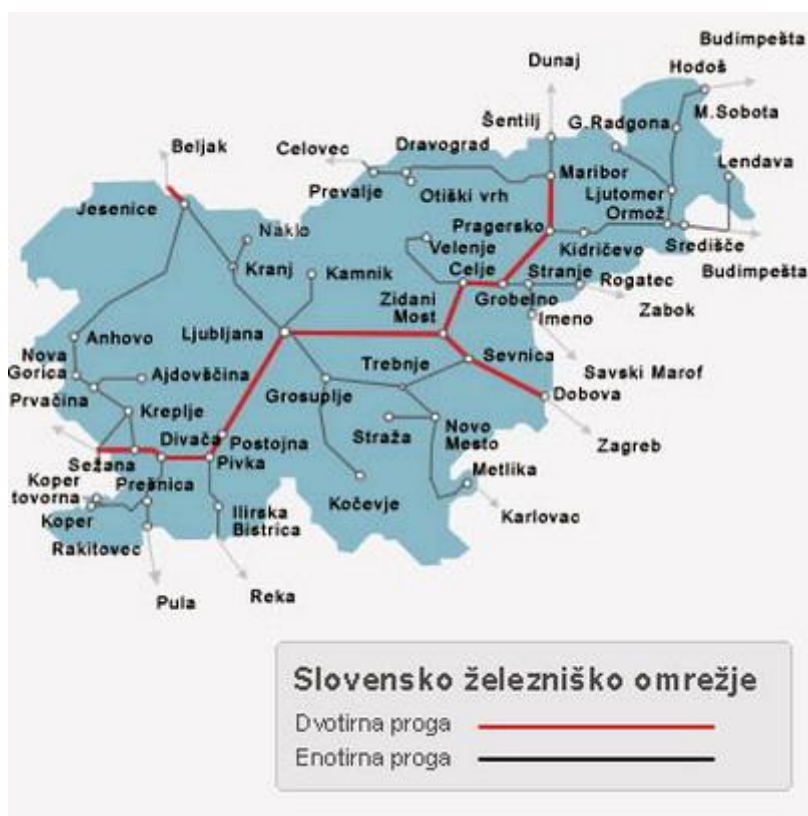 Budimpešta
Dunaj
Hodoš
Šentilj
G.Radgona
M.Sobota
Beljak
Celovec
Dravograd
Lendava
Prevalje
Otiški vrh
Maribor
Ljutomer
Jesenice
Ormož
Pragersko
Naklo
Velenje
Kidričevo
Središče
Kranj
Kamnik
Celje
Stranje
Rogatec
Budimpešta
Zidani
Most
Grobelno
Zabok
Imeno
Anhovo
Ljubljana
Nova
Gorica
Ajdovščina
Trebnje
Sevnica
Savski Marof
Prvačina
Grosuplje
Dobova
Kreplje
Straža
Novo
Mesto
Zagreb
Divača
Postojna
Sežana
Pivka
Metlika
Koper
tovorna
Prešnica
Kočevje
Karlovac
Koper
Ilirska
Bistrica
Rakitovec
Pula
Reka
Slovensko železniško omrežje
Dvotirna proga
Enotirna proga